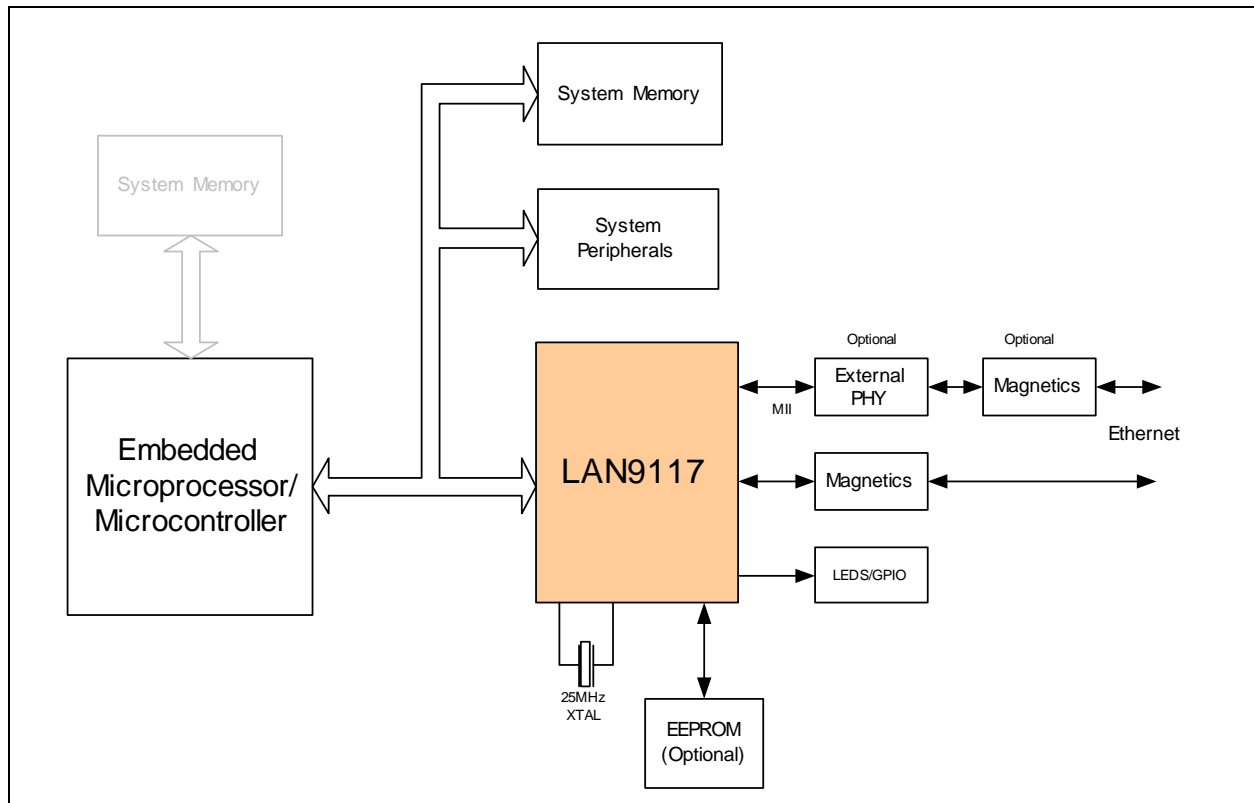 System Memory
System Memory
System
Peripherals
Embedded
Microprocessor/
Microcontroller
LAN9117
Optional
Optional
External
PHY
Magnetics
MII
Ethernet
Magnetics
LEDS/GPIO
25MHz
XTAL
EEPROM
(Optional)